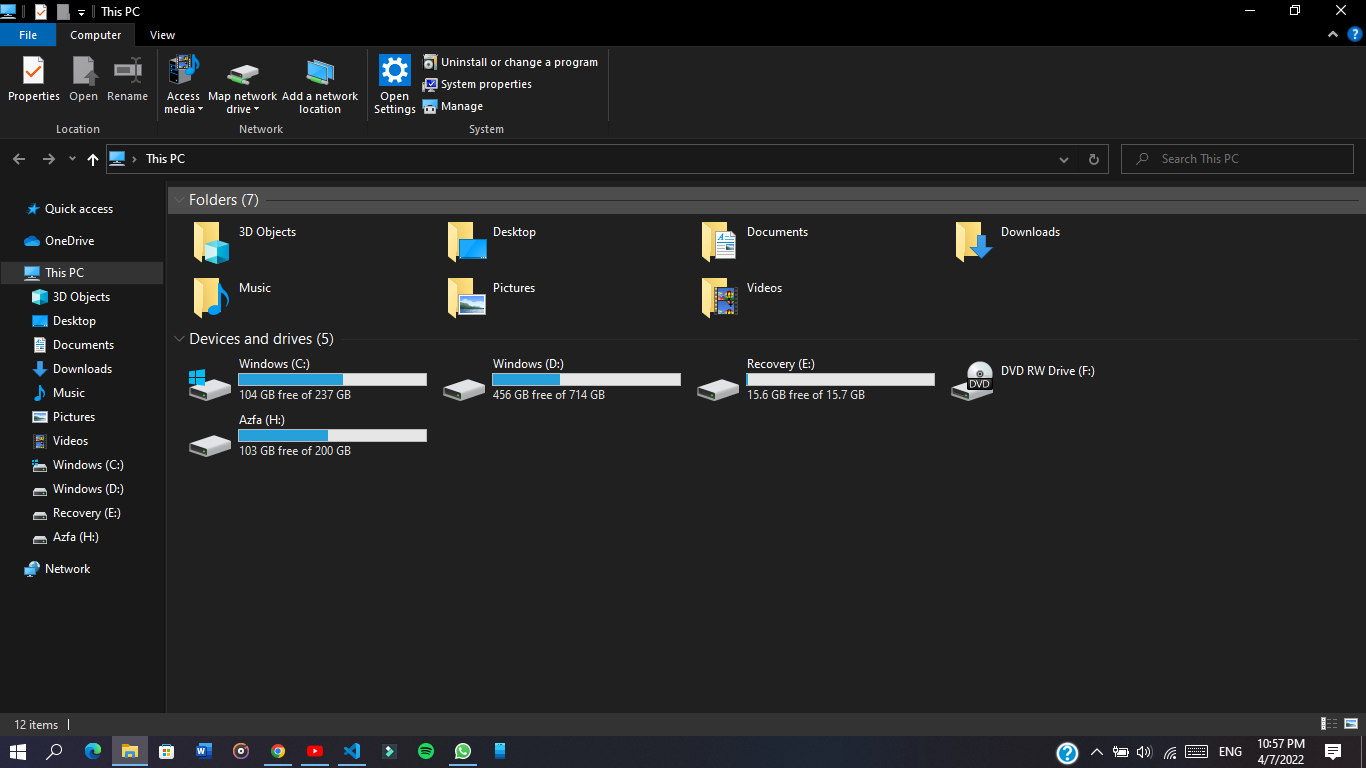 This PC
File Computer View
Properties Open Rename Access media Map network drive Add a network location Open Settings Uninstall or change a program
System properties
Manage
Location Network System
This PC Search This PC
Quick access
OneDrive
This PC
3D Objects
Desktop
Documents
Downloads
Music
Pictures
Videos
Windows (C:)
Windows (D:)
Recovery (E:)
Azfa (H:)
Network
Folders (7)
3D Objects Desktop Documents Downloads
Music Pictures Videos
Devices and drives (5)
Windows (C:) Windows (D:) Recovery (E:) DVD RW Drive (F:)
104 GB free of 237 GB 456 GB free of 714 GB 15.6 GB free of 15.7 GB DVD
Azfa (H:)
103 GB free of 200 GB
12 items
ENG 10:57 PM
4/7/2022